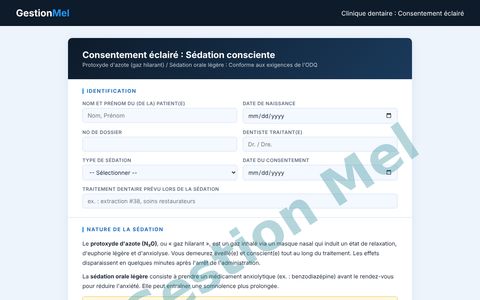 GestionMel
Clinique dentaire : Consentement éclairé
Consentement éclairé : Sédation consciente
Protoxyde d'azote (gaz hilarant) / Sédation orale légère : Conforme aux exigences de l'ODQ
IDENTIFICATION
NOM ET PRÉNOM DU (DE LA) PATIENT(E)
DATE DE NAISSANCE
Nom, Prénom
mm/dd/yyyy
NO DE DOSSIER
DENTISTE TRAITANT(E)
Dr. / Dre.
TYPE DE SÉDATION
DATE DU CONSENTEMENT
-- Sélectionner --
mm/dd/yyyy
TRAITEMENT DENTAIRE PRÉVU LORS DE LA SÉDATION
ex. : extraction #38, soins restaurateurs
NATURE DE LA SÉDATION
Le protoxyde d'azote (N₂O), ou « gaz hilarant », est un gaz inhalé via un masque nasal qui induit un état de relaxation,
d'euphorie légère et d'anxiolyse. Vous demeurez éveillé(e) et conscient(e) tout au long du traitement. Les effets
disparaissent en quelques minutes après l'arrêt de l'administration.
La sédation orale légère consiste à prendre un médicament anxiolytique (ex. : benzodiazépine) avant le rendez-vous
pour réduire l'anxiété. Elle peut entraîner une somnolence plus prolongée.
Gestion Mel